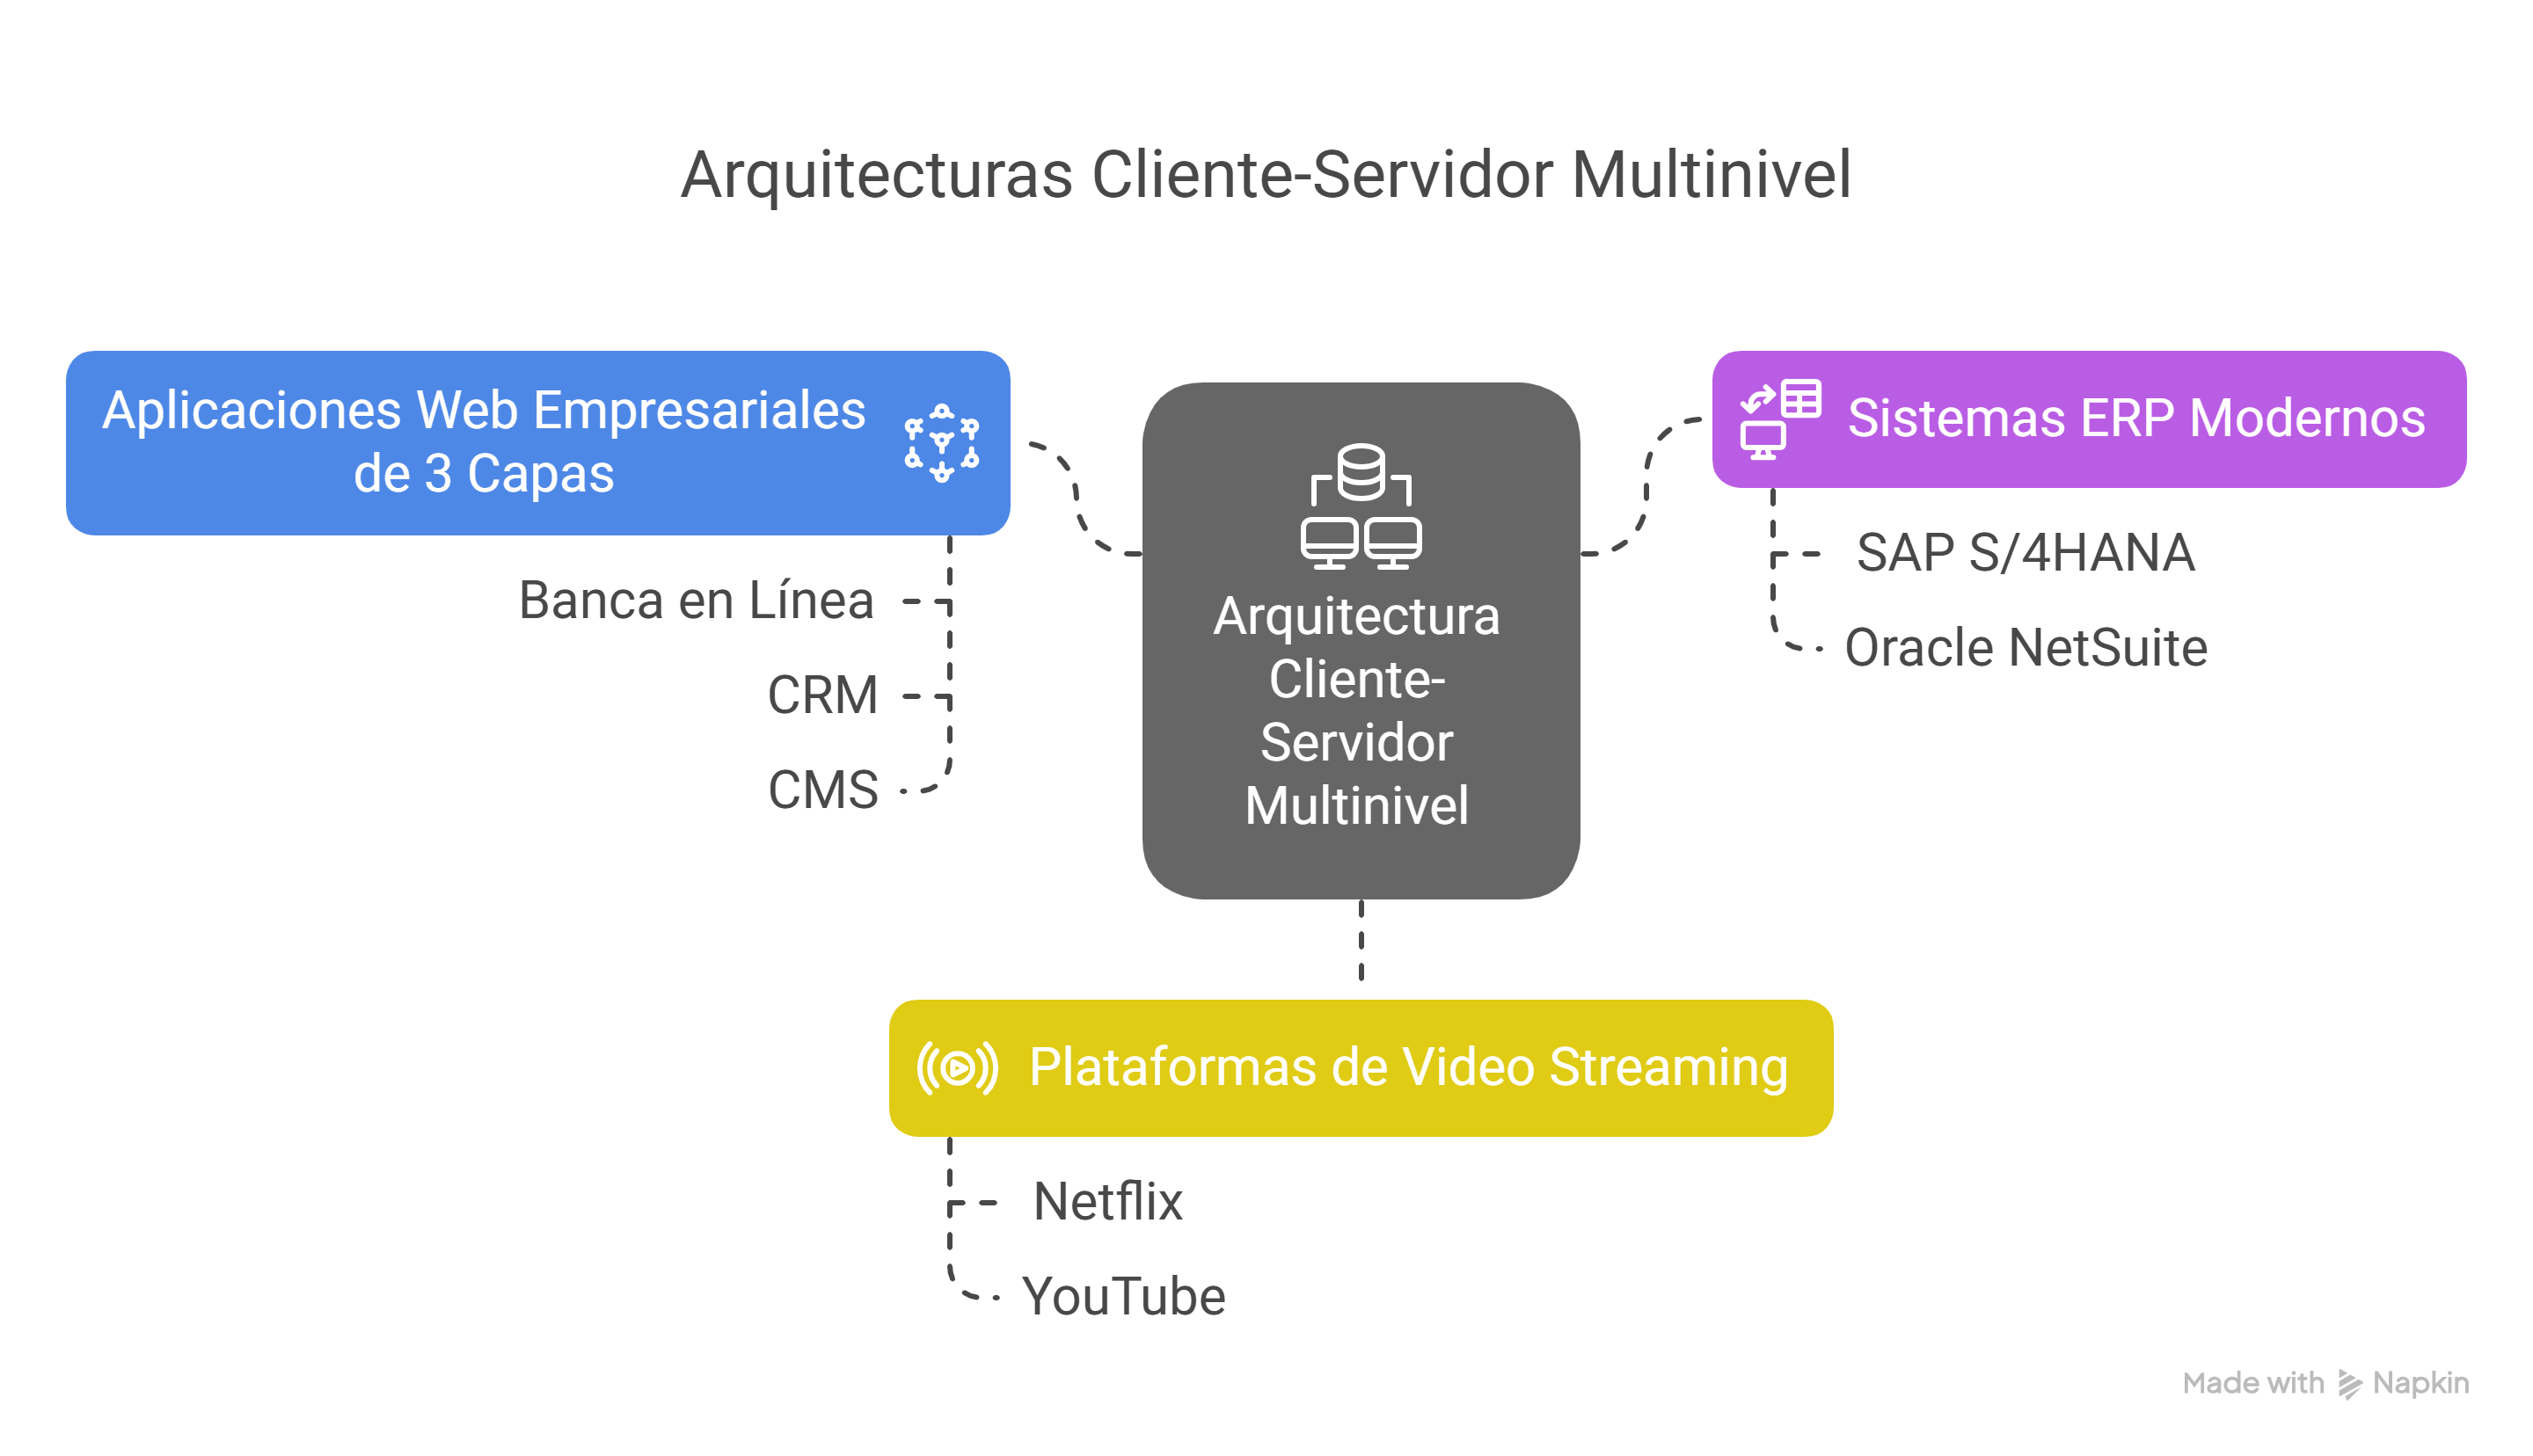 Arquitecturas Cliente-Servidor Multinivel
Aplicaciones Web Empresariales
de 3 Capas
Banca en Línea
CRM
CMS
Arquitectura
Cliente-
Servidor
Multinivel
Sistemas ERP Modernos
SAP S/4HANA
Oracle NetSuite
Plataformas de Video Streaming
Netflix
YouTube
Made with Napkin